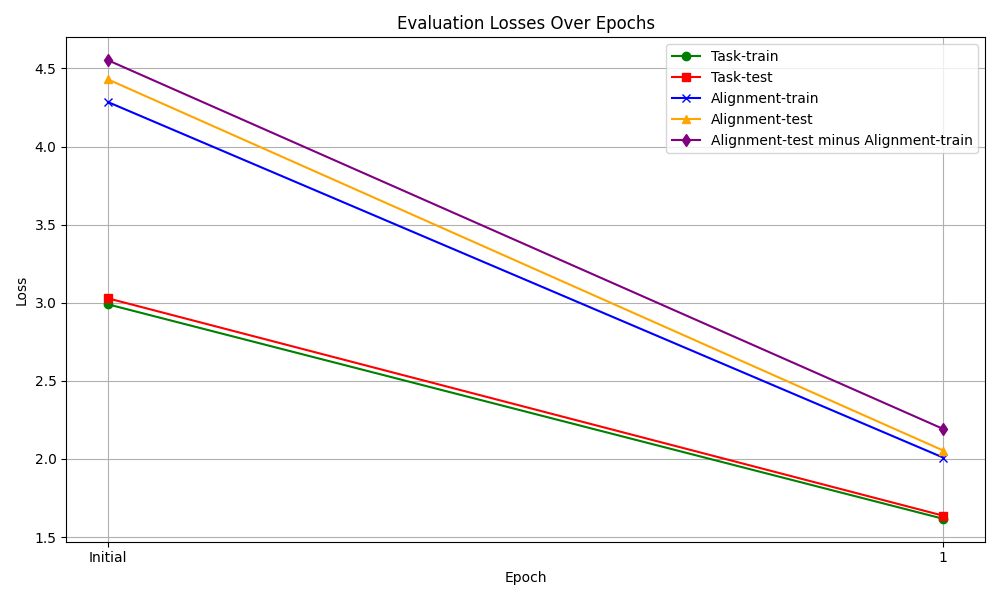 Evaluation Losses Over Epochs
Task-train
Task-test
Alignment-train
Alignment-test
Alignment-test minus Alignment-train
4.5
4.0
3.5
3.0
2.5
2.0
1.5
Loss
Initial
1
Epoch